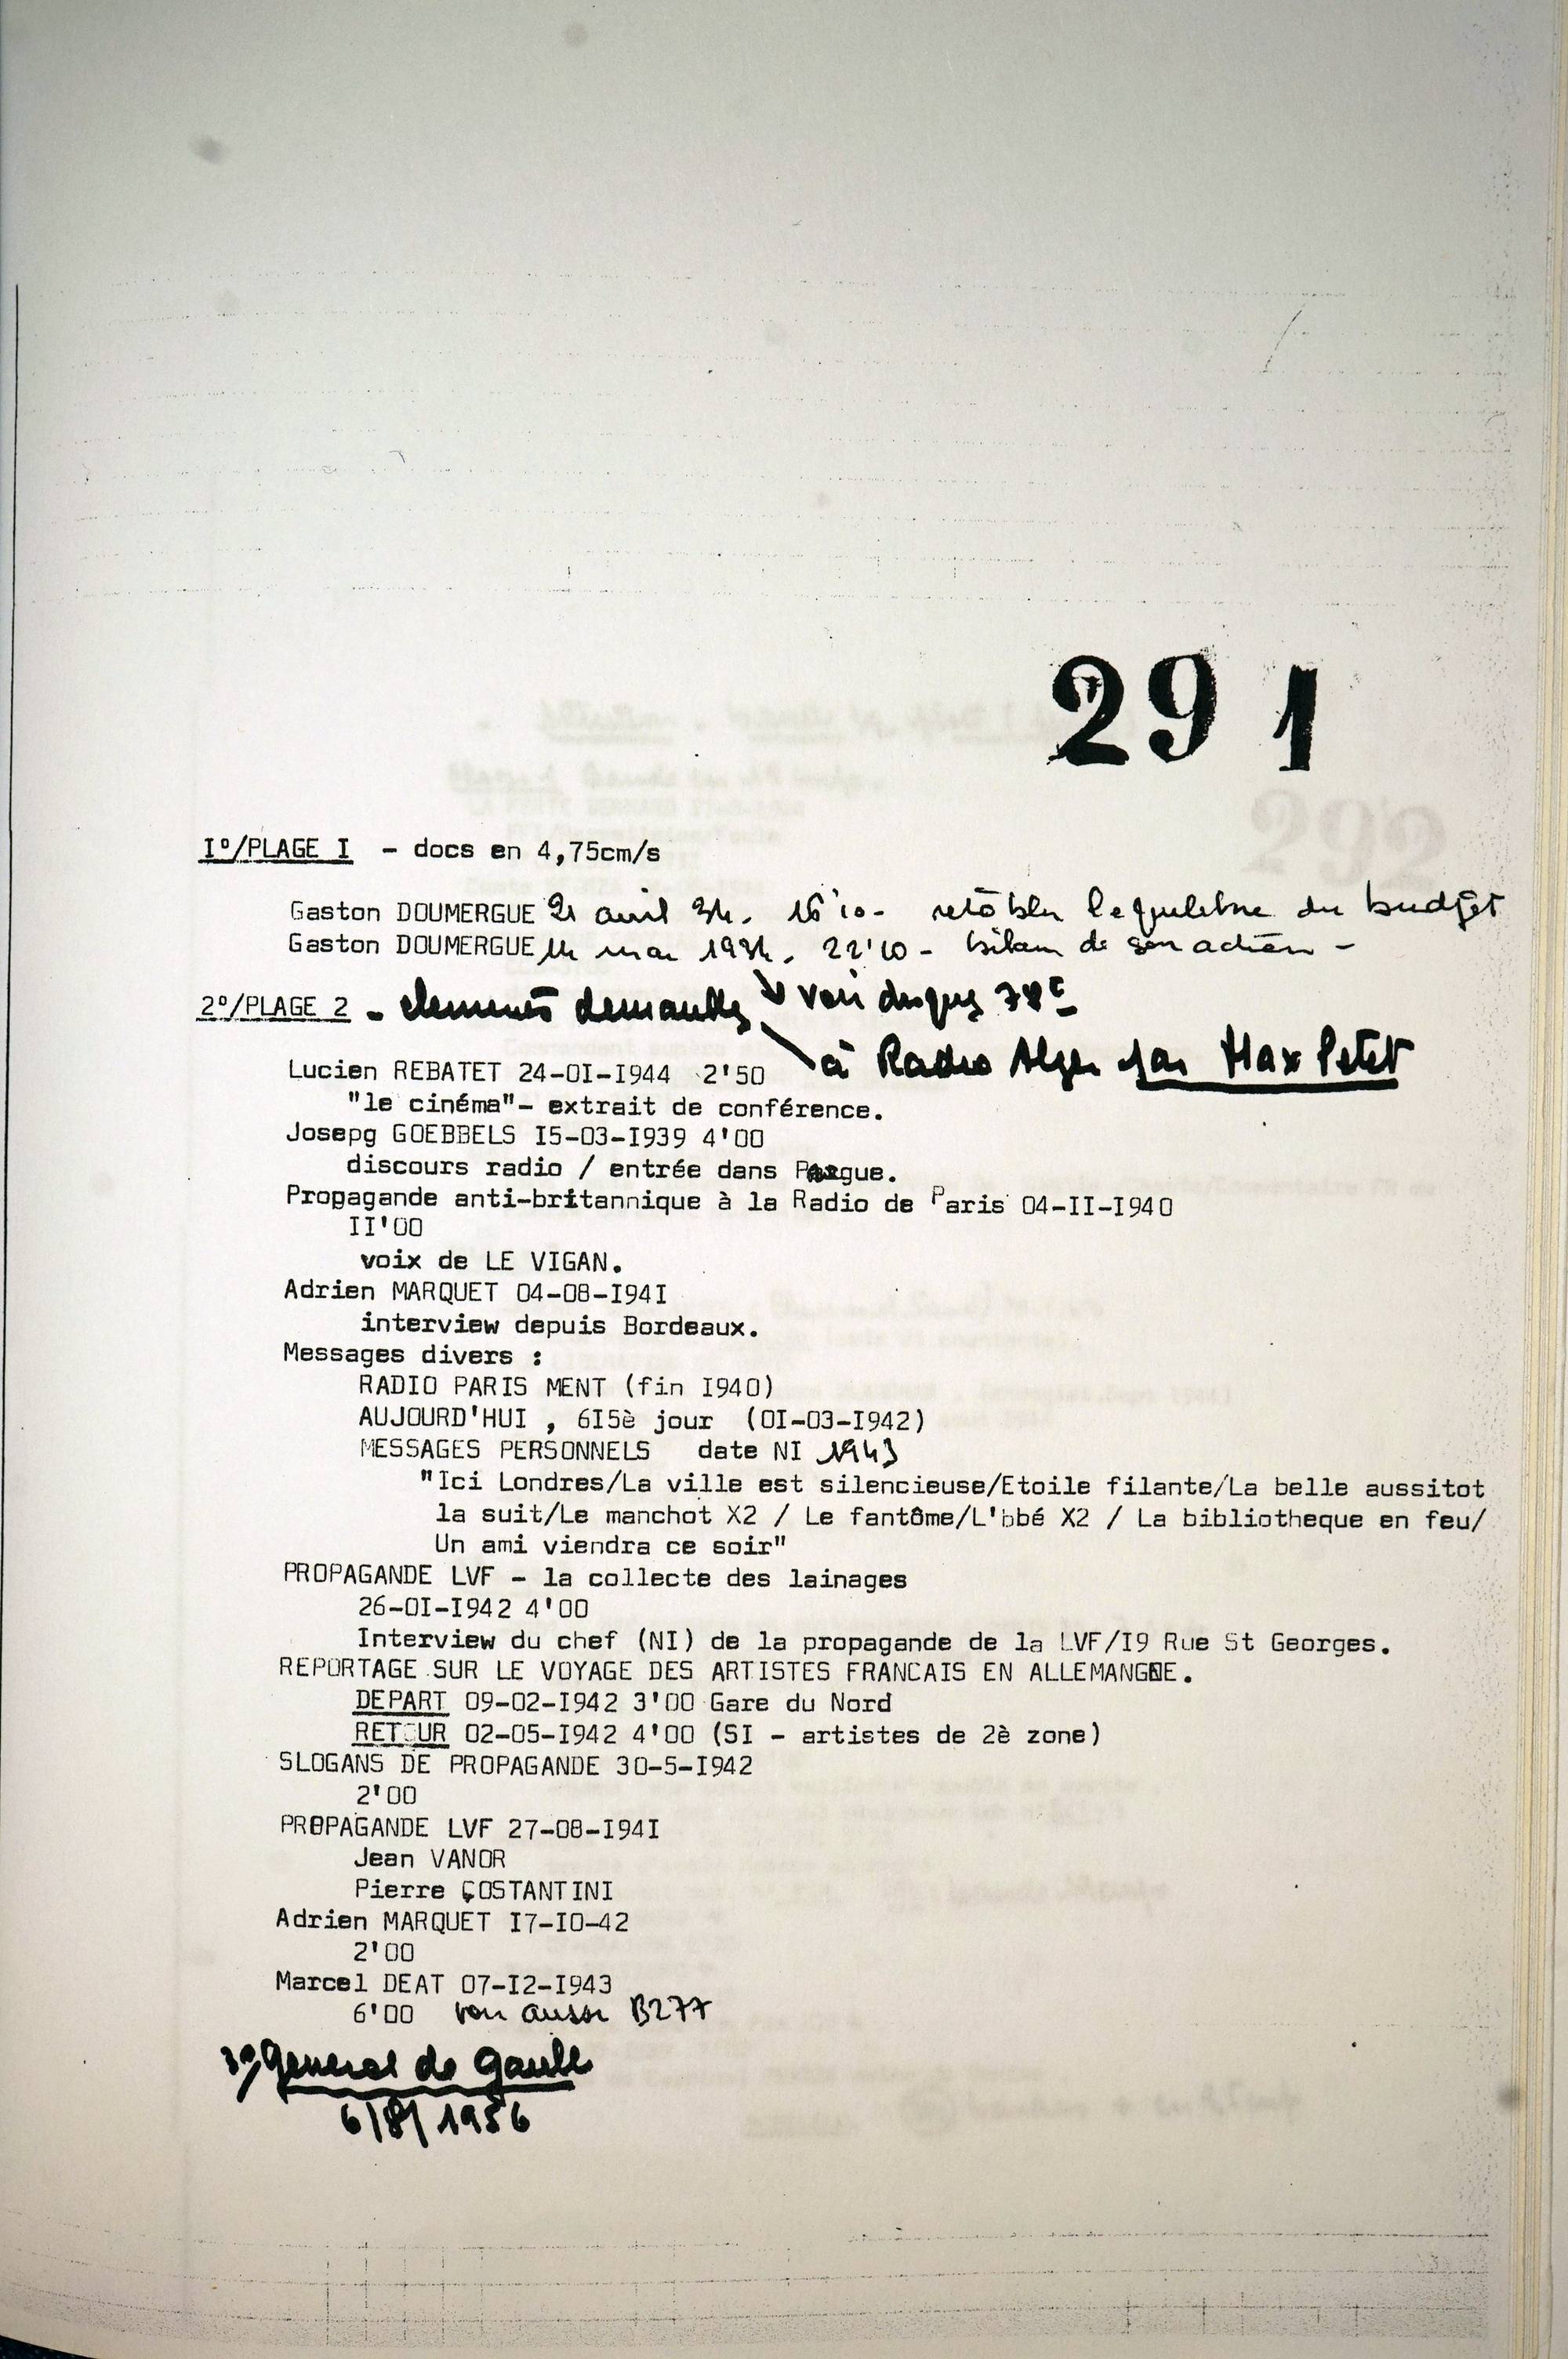 291
I°/PLAGE I - docs en 4,75cm/s
Gaston DOUMERGUE 21 avril 34. 16'10 - rétablir l'equilibre du budget
Gaston DOUMERGUE mai 1934. 22'10 - bilan de son action -
2°/PLAGE 2 - elements demandés voir disques 78
à Radio Alger par Max Petet
Lucien REBATET 24-OI-I944 2'50
"le cinéma"- extrait de conférence.
Josepg GOEBBELS I5-03-I939 4'00
discours radio / entrée dans Prague.
Propagande anti-britannique à la Radio de Paris 04-II-I940
II'00
voix de LE VIGAN.
Adrien MARQUET 04-08-I94I
interview depuis Bordeaux.
Messages divers :
RADIO PARIS MENT (fin I940)
AUJOURD'HUI , 6I5è jour (OI-03-I942)
MESSAGES PERSONNELS date NI 1943
"Ici Londres/La ville est silencieuse/Etoile filante/La belle aussitot
la suit/Le manchot X2 / Le fantôme/L'bbé X2 / La bibliotheque en feu/
Un ami viendra ce soir"
PROPAGANDE LVF - la collecte des lainages
26-OI-I942 4'00
Interview du chef (NI) de la propagande de la LVF/I9 Rue St Georges.
REPORTAGE SUR LE VOYAGE DES ARTISTES FRANCAIS EN ALLEMANGNE.
DEPART 09-02-I942 3'00 Gare du Nord
RETOUR 02-05-I942 4'00 (SI - artistes de 2è zone)
SLOGANS DE PROPAGANDE 30-5-I942
2'00
PROPAGANDE LVF 27-08-I94I
Jean VANOR
Pierre COSTANTINI
Adrien MARQUET I7-IO-42
2'00
Marcel DEAT 07-I2-I943
6'00 voir aussi B277
3°/ General de Gaulle
6/8/1956